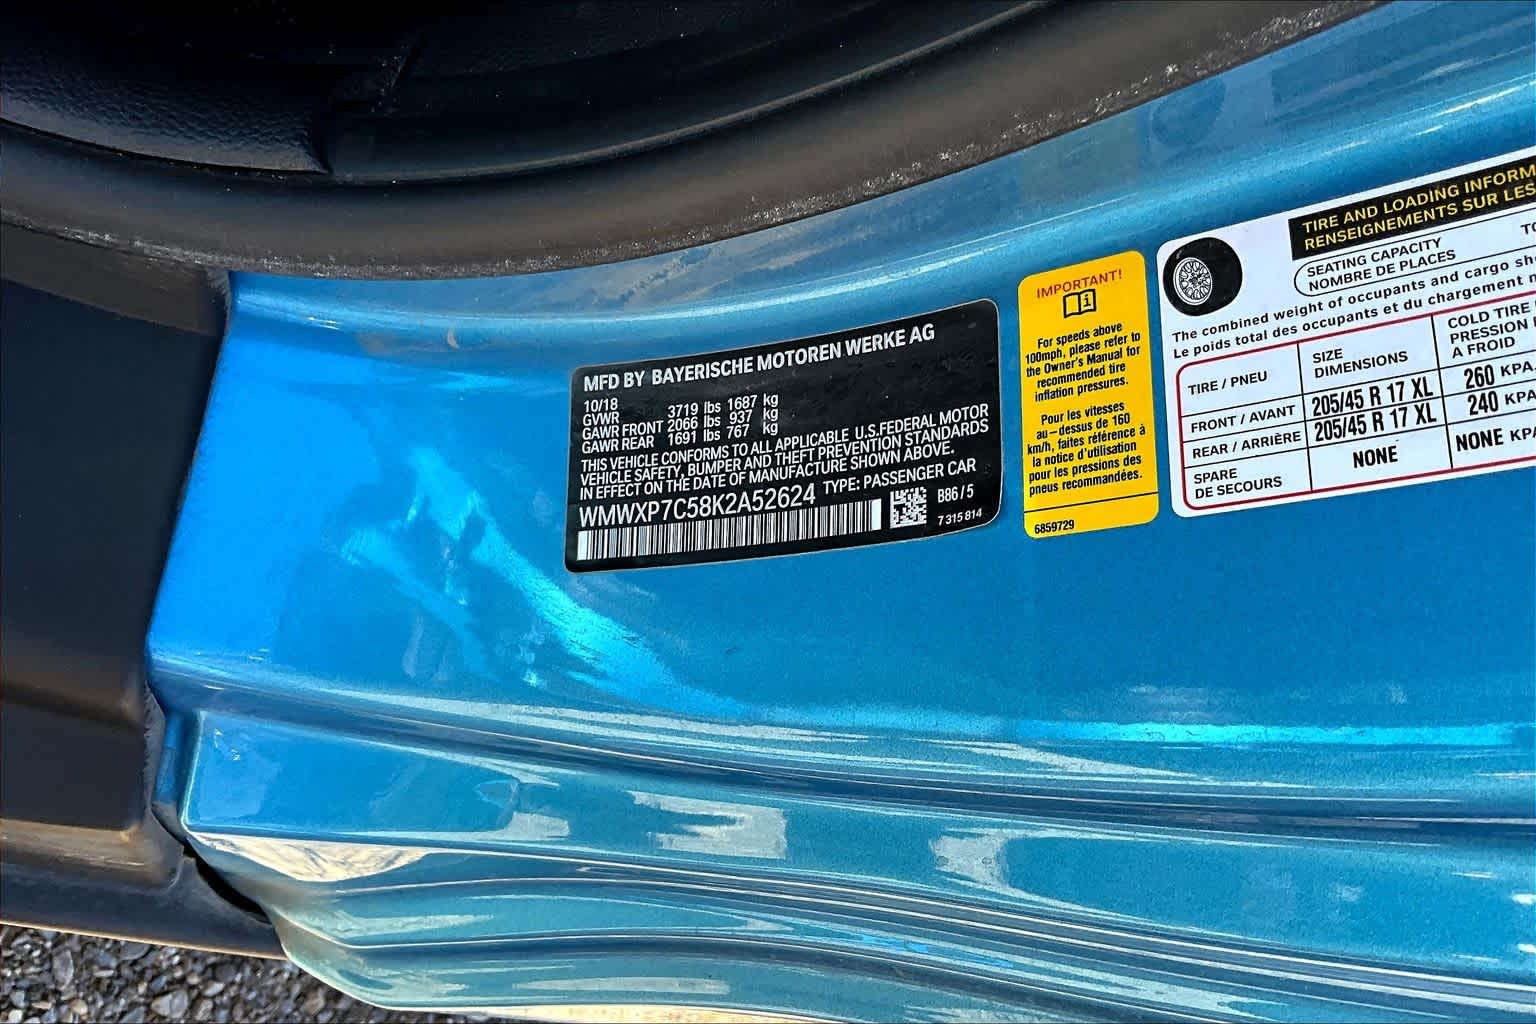 MFD BY BAYERISCHE MOTOREN WERKE AG
10/18
GVWR 3719 lbs 1687 kg
GAWR FRONT 2066 lbs 937 kg
GAWR REAR 1691 lbs 767 kg
THIS VEHICLE CONFORMS TO ALL APPLICABLE U.S.FEDERAL MOTOR
VEHICLE SAFETY, BUMPER AND THEFT PREVENTION STANDARDS
IN EFFECT ON THE DATE OF MANUFACTURE SHOWN ABOVE.
WMWXP7C58K2A52624 TYPE: PASSENGER CAR
B86/5
7 315 814
IMPORTANT!
For speeds above
100mph, please refer to
the Owner's Manual for
recommended tire
inflation pressures.
Pour les vitesses
au-dessus de 160
km/h, faites référence à
la notice d'utilisation
pour les pressions des
pneus recommandées.
6859729
TIRE AND LOADING INFORM
RENSEIGNEMENTS SUR LES
SEATING CAPACITY TO
NOMBRE DE PLACES
The combined weight of occupants and cargo sh
Le poids total des occupants et du chargement n
TIRE / PNEU SIZE DIMENSIONS COLD TIRE
PRESSION
A FROID
FRONT / AVANT 205/45 R 17 XL 260 KPA,
REAR / ARRIÈRE 205/45 R 17 XL 240 KPA
SPARE
DE SECOURS NONE NONE KP